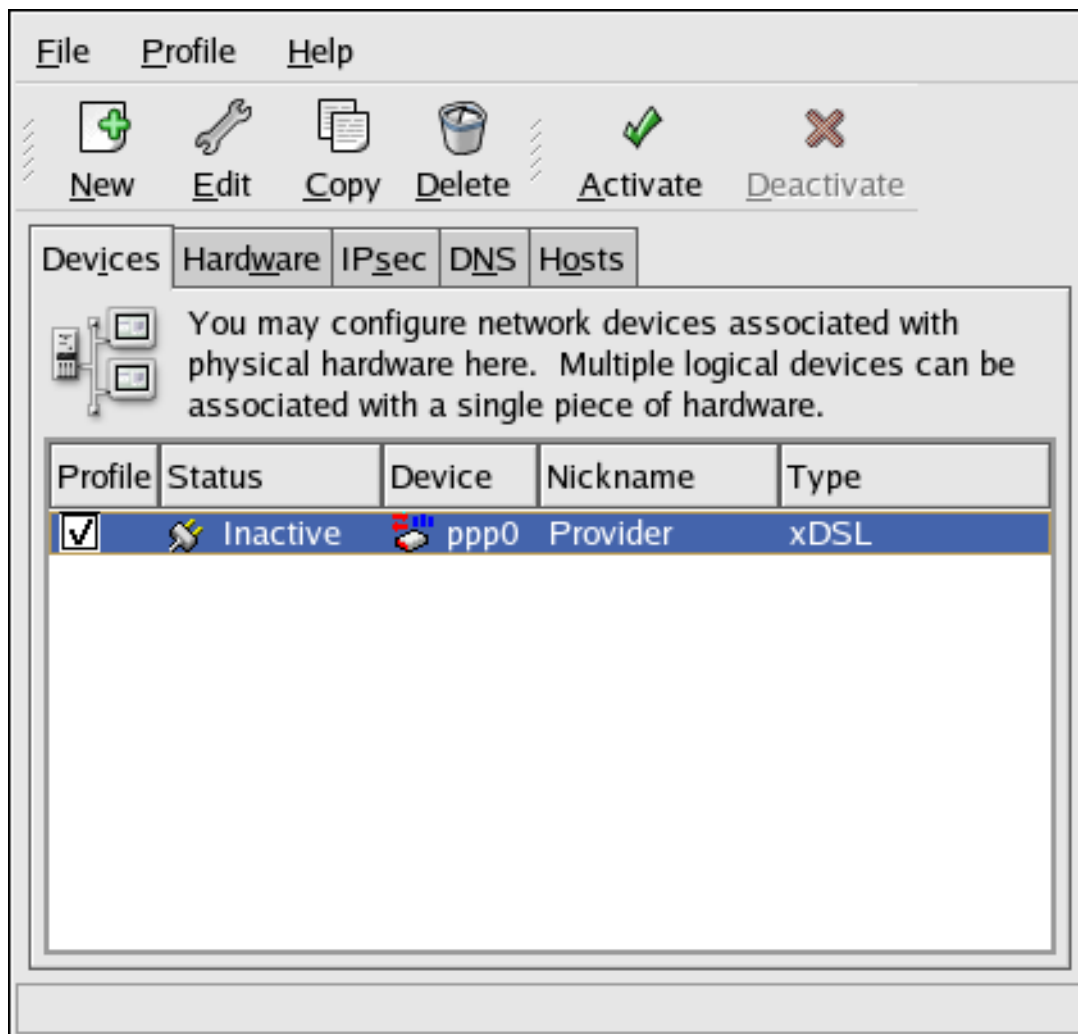 File Profile Help
New Edit Copy Delete Activate Deactivate
Devices Hardware IPsec DNS Hosts
You may configure network devices associated with
physical hardware here.  Multiple logical devices can be
associated with a single piece of hardware.
Profile Status Device Nickname Type
Inactive ppp0 Provider xDSL